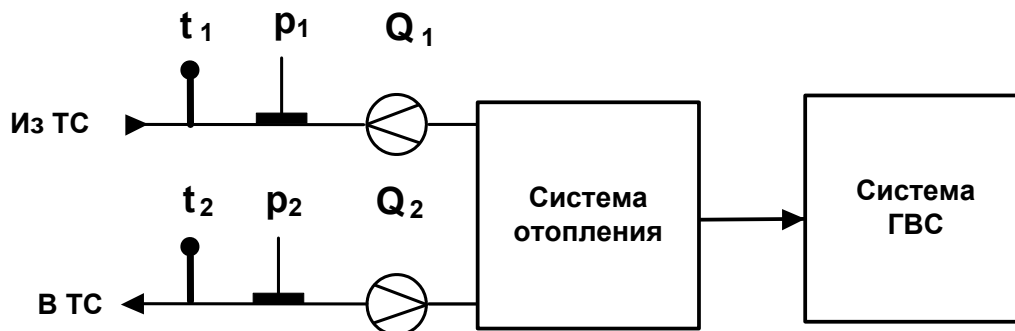 t 1 p1 Q 1
Из ТС
Система
отопления
Система
ГВС
t 2 p2 Q 2
В ТС